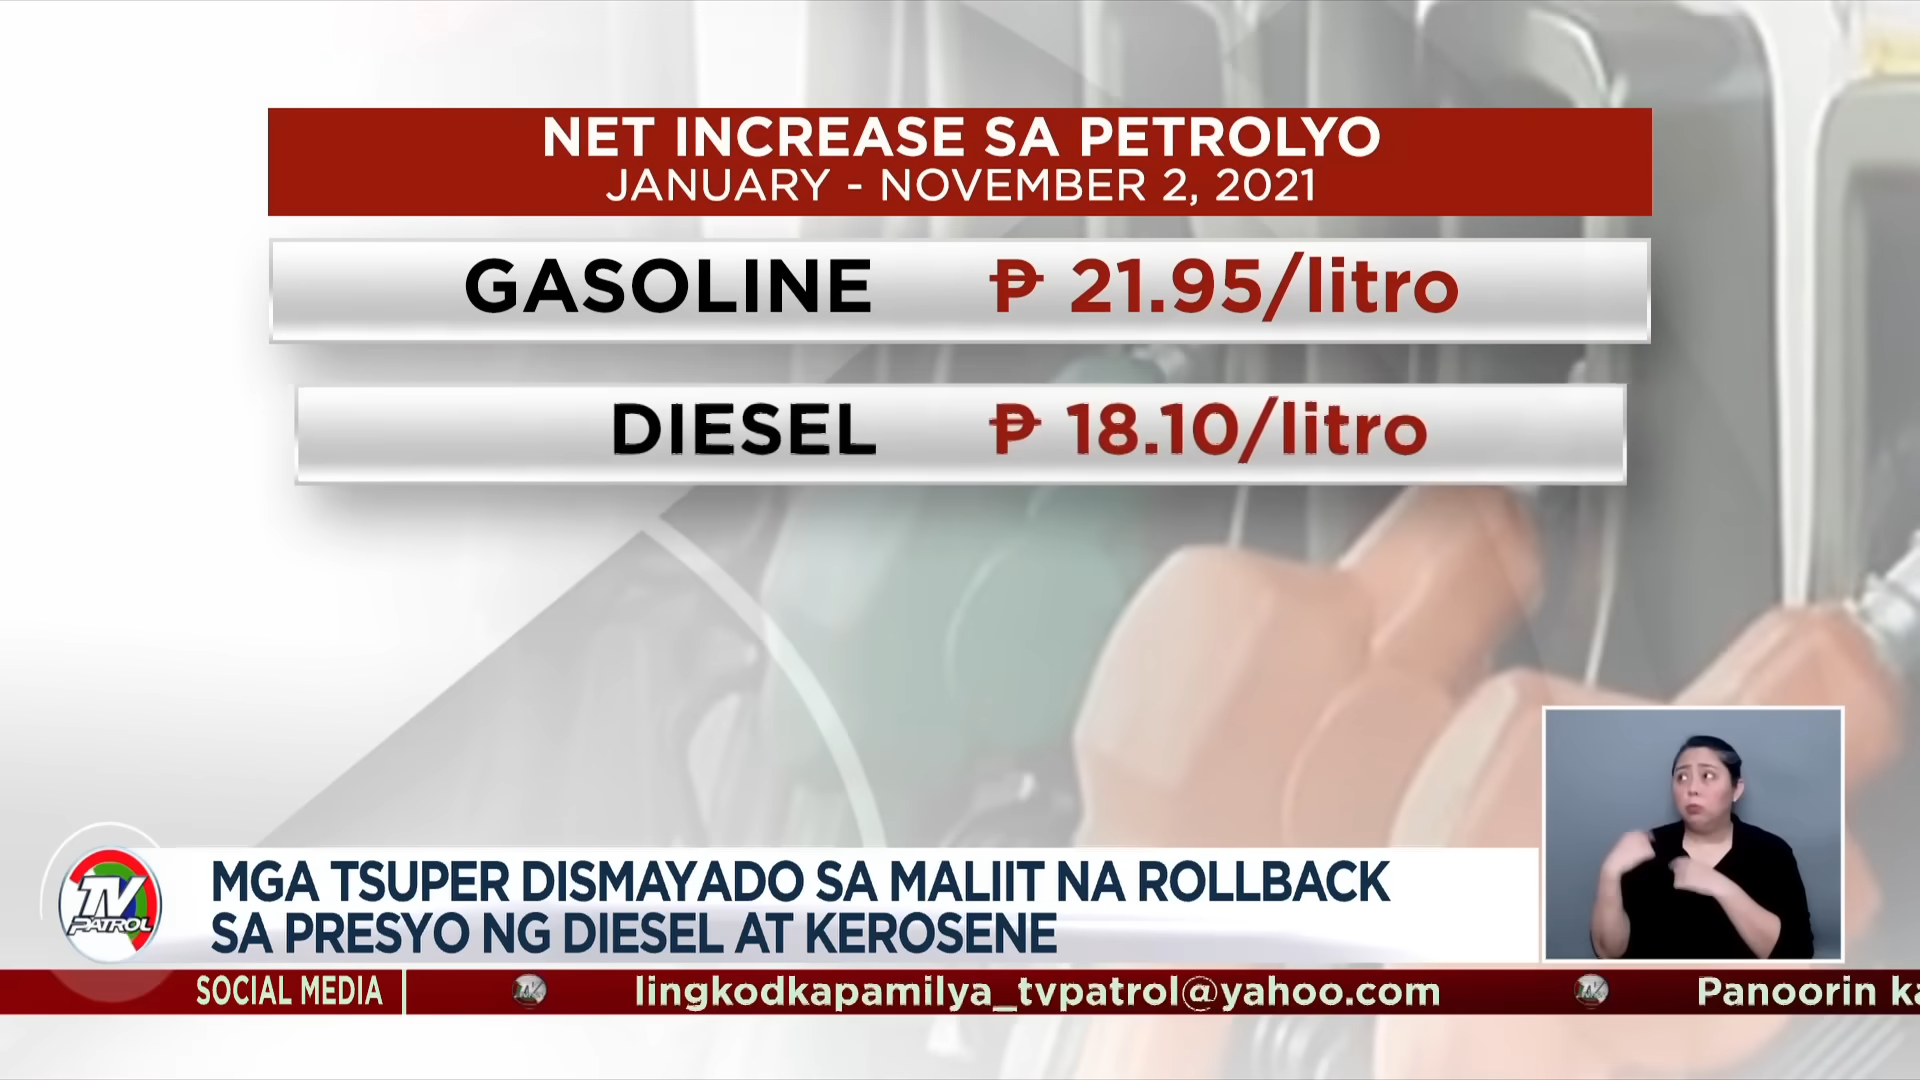 NET INCREASE SA PETROLYO
JANUARY - NOVEMBER 2, 2021
GASOLINE ₱ 21.95/litro
DIESEL ₱ 18.10/litro
TV PATROL
MGA TSUPER DISMAYADO SA MALIIT NA ROLLBACK
SA PRESYO NG DIESEL AT KEROSENE
SOCIAL MEDIA lingkodkapamilya_tvpatrol@yahoo.com Panoorin